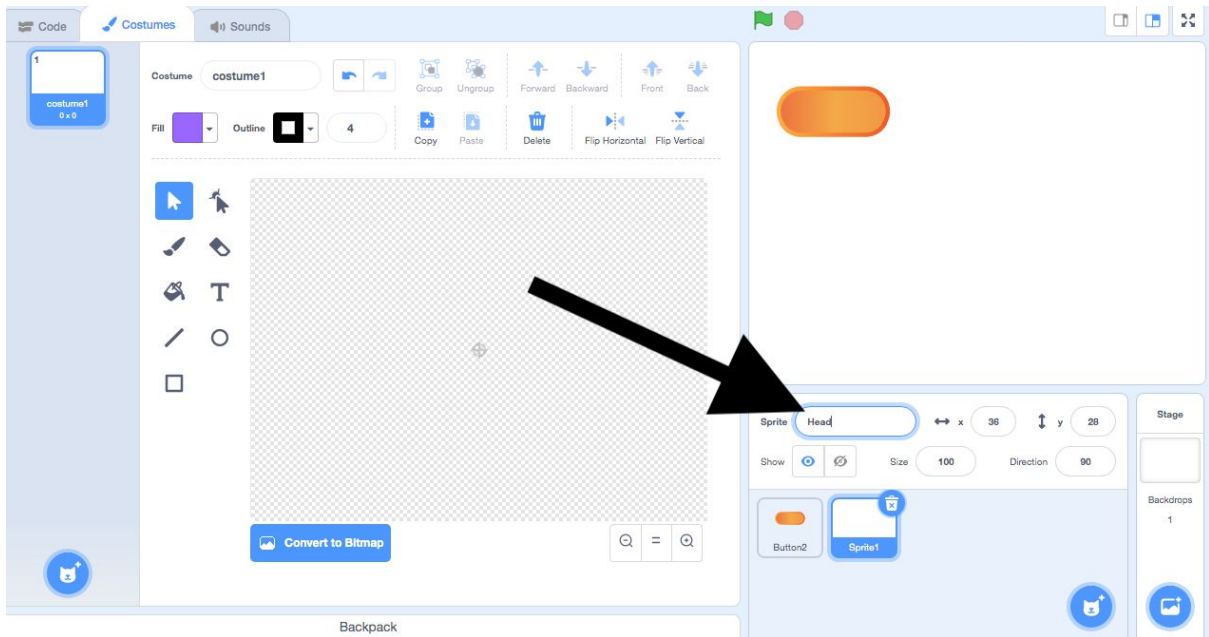 Code
Costumes
Sounds
1
costume1
0 x 0
Costume
costume1
Group
Ungroup
Forward
Backward
Front
Back
Fill
Outline
4
Copy
Paste
Delete
Flip Horizontal
Flip Vertical
T
Convert to Bitmap
=
Backpack
Sprite
Head
x
36
y
28
Show
Size
100
Direction
90
Button2
Sprite1
Stage
Backdrops
1